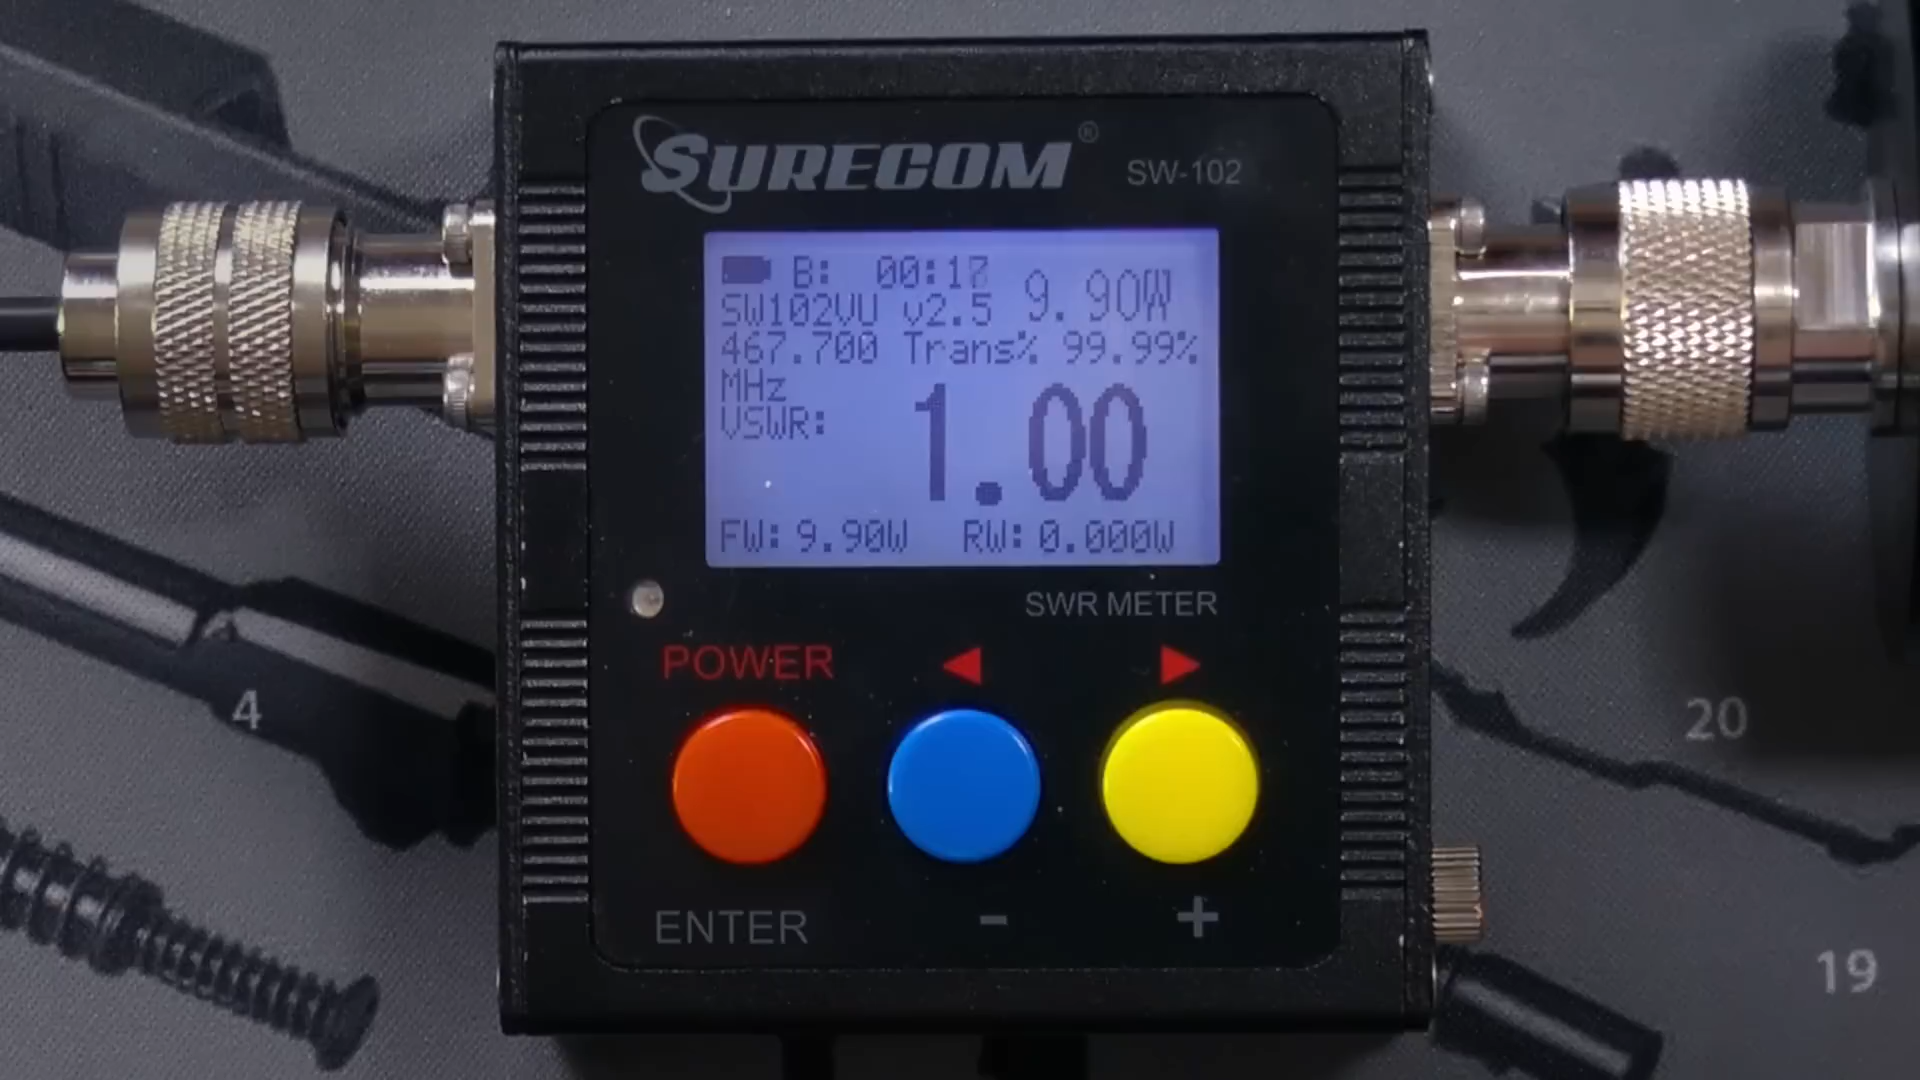 SURECOM®
SW-102
B: 00:17
9.90W
SW102VU v2.5
467.700 Trans% 99.99%
MHz
VSWR:
1.00
FW: 9.90W RW: 0.000W
SWR METER
POWER ◀ ▶
ENTER - +
4
20
19